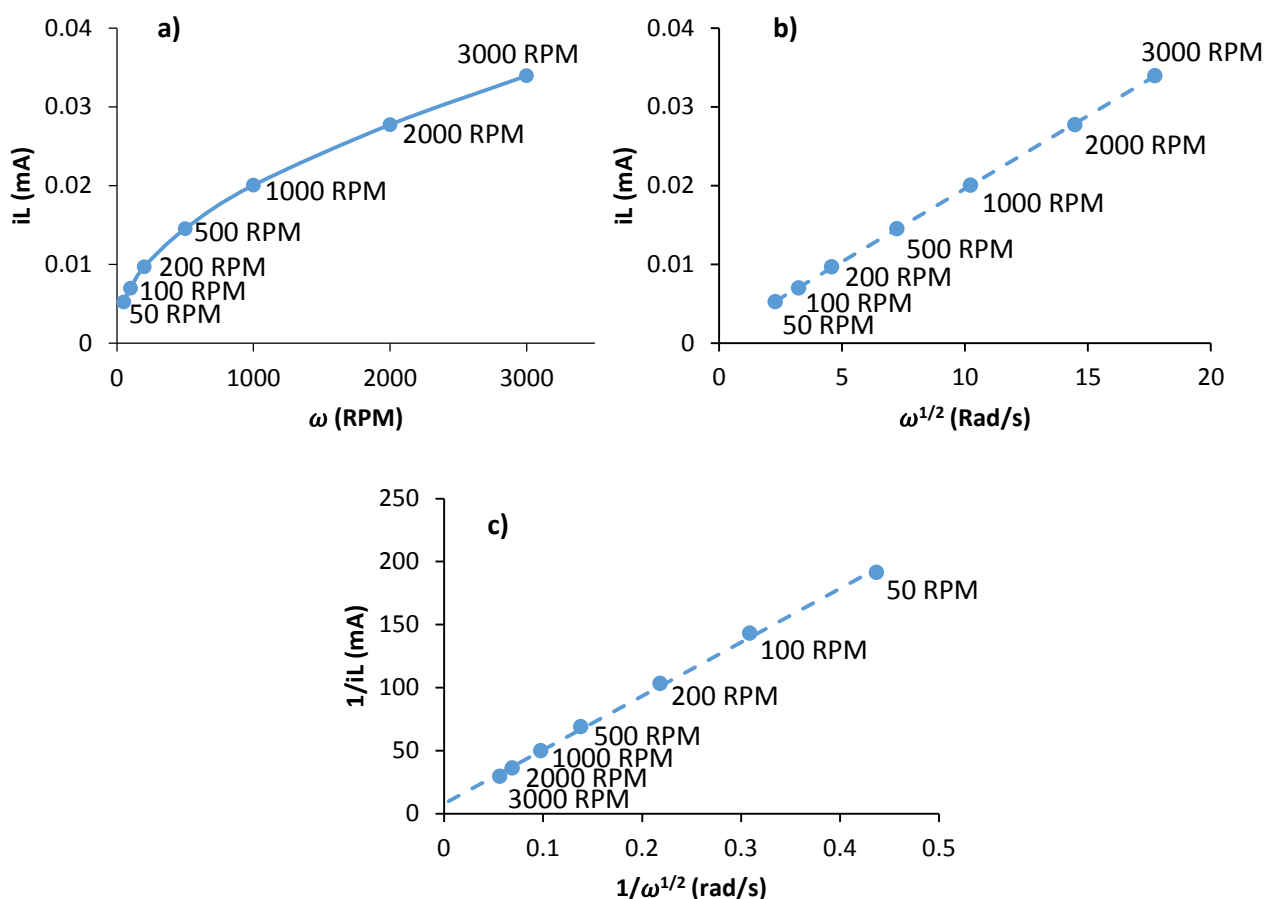 a)
0.04
0.03
0.02
0.01
0
iL (mA)
3000 RPM
2000 RPM
1000 RPM
500 RPM
200 RPM
100 RPM
50 RPM
0
1000
2000
3000
ω (RPM)
b)
0.04
0.03
0.02
0.01
0
iL (mA)
3000 RPM
2000 RPM
1000 RPM
500 RPM
200 RPM
100 RPM
50 RPM
0
5
10
15
20
ω^1/2 (Rad/s)
c)
250
200
150
100
50
0
1/iL (mA)
50 RPM
100 RPM
200 RPM
500 RPM
1000 RPM
2000 RPM
3000 RPM
0
0.1
0.2
0.3
0.4
0.5
1/ω^1/2 (rad/s)